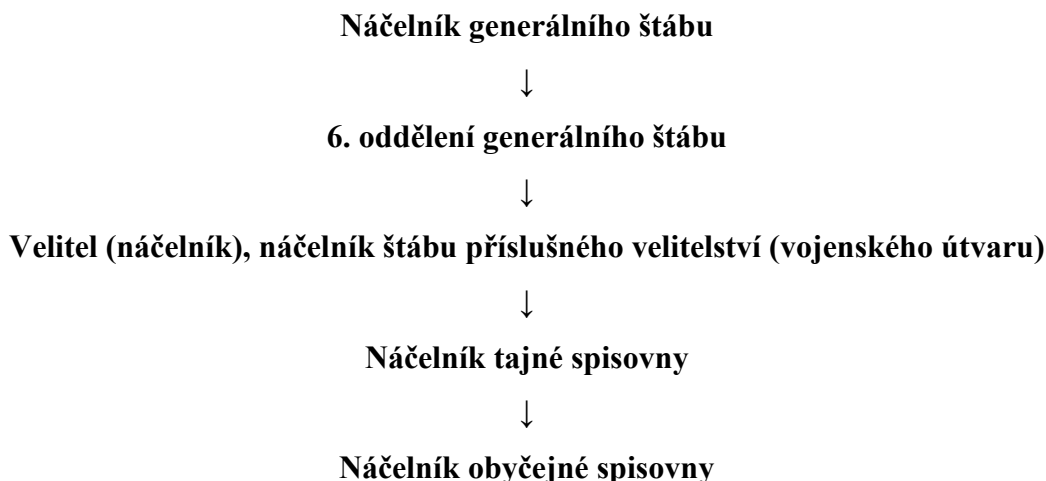 Náčelník generálního štábu
↓
6. oddělení generálního štábu
↓
Velitel (náčelník), náčelník štábu příslušného velitelství (vojenského útvaru)
↓
Náčelník tajné spisovny
↓
Náčelník obyčejné spisovny